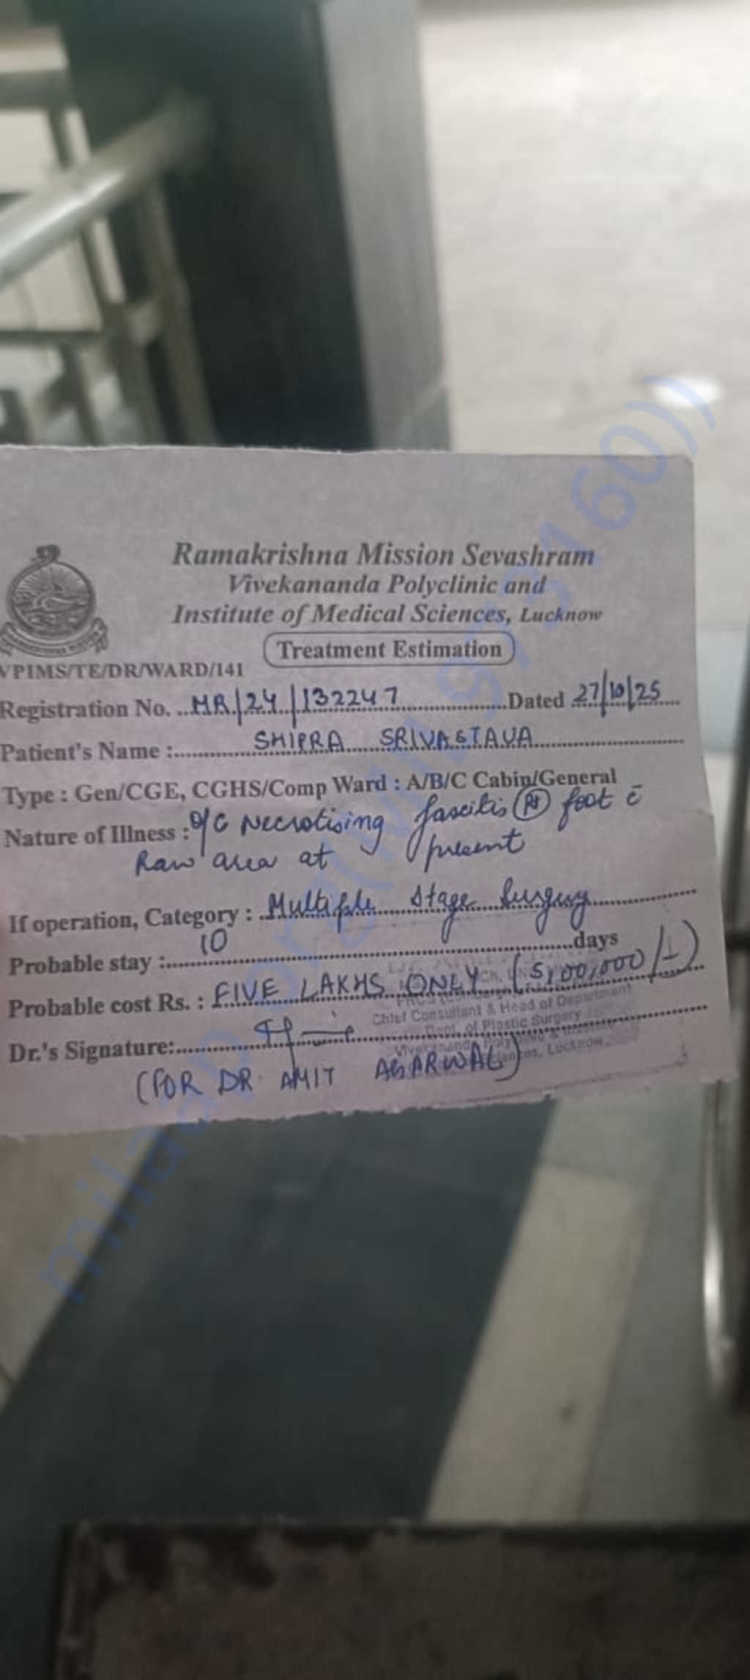 Ramakrishna Mission Sevashram
Vivekananda Polyclinic and
Institute of Medical Sciences, Lucknow
Treatment Estimation
VPIMS/TE/DR/WARD/141
Registration No. MR/24/132247 Dated 27/10/25
Patient's Name : SHIPRA SRIVASTAVA
Type : Gen/CGE, CGHS/Comp Ward : A/B/C Cabin/General
Nature of Illness : O/C Necrotising fascitis (Rt) foot c̄
Raw area at present
If operation, Category : Multiple Stage Surgery
Probable stay : 10 days
Probable cost Rs. : FIVE LAKHS ONLY (5,00,000/-)
Chief Consultant & Head of Department
Dept. of Plastic Surgery
Dr.'s Signature:
Lucknow
(FOR DR. AMIT AGARWAL)
milaap.org